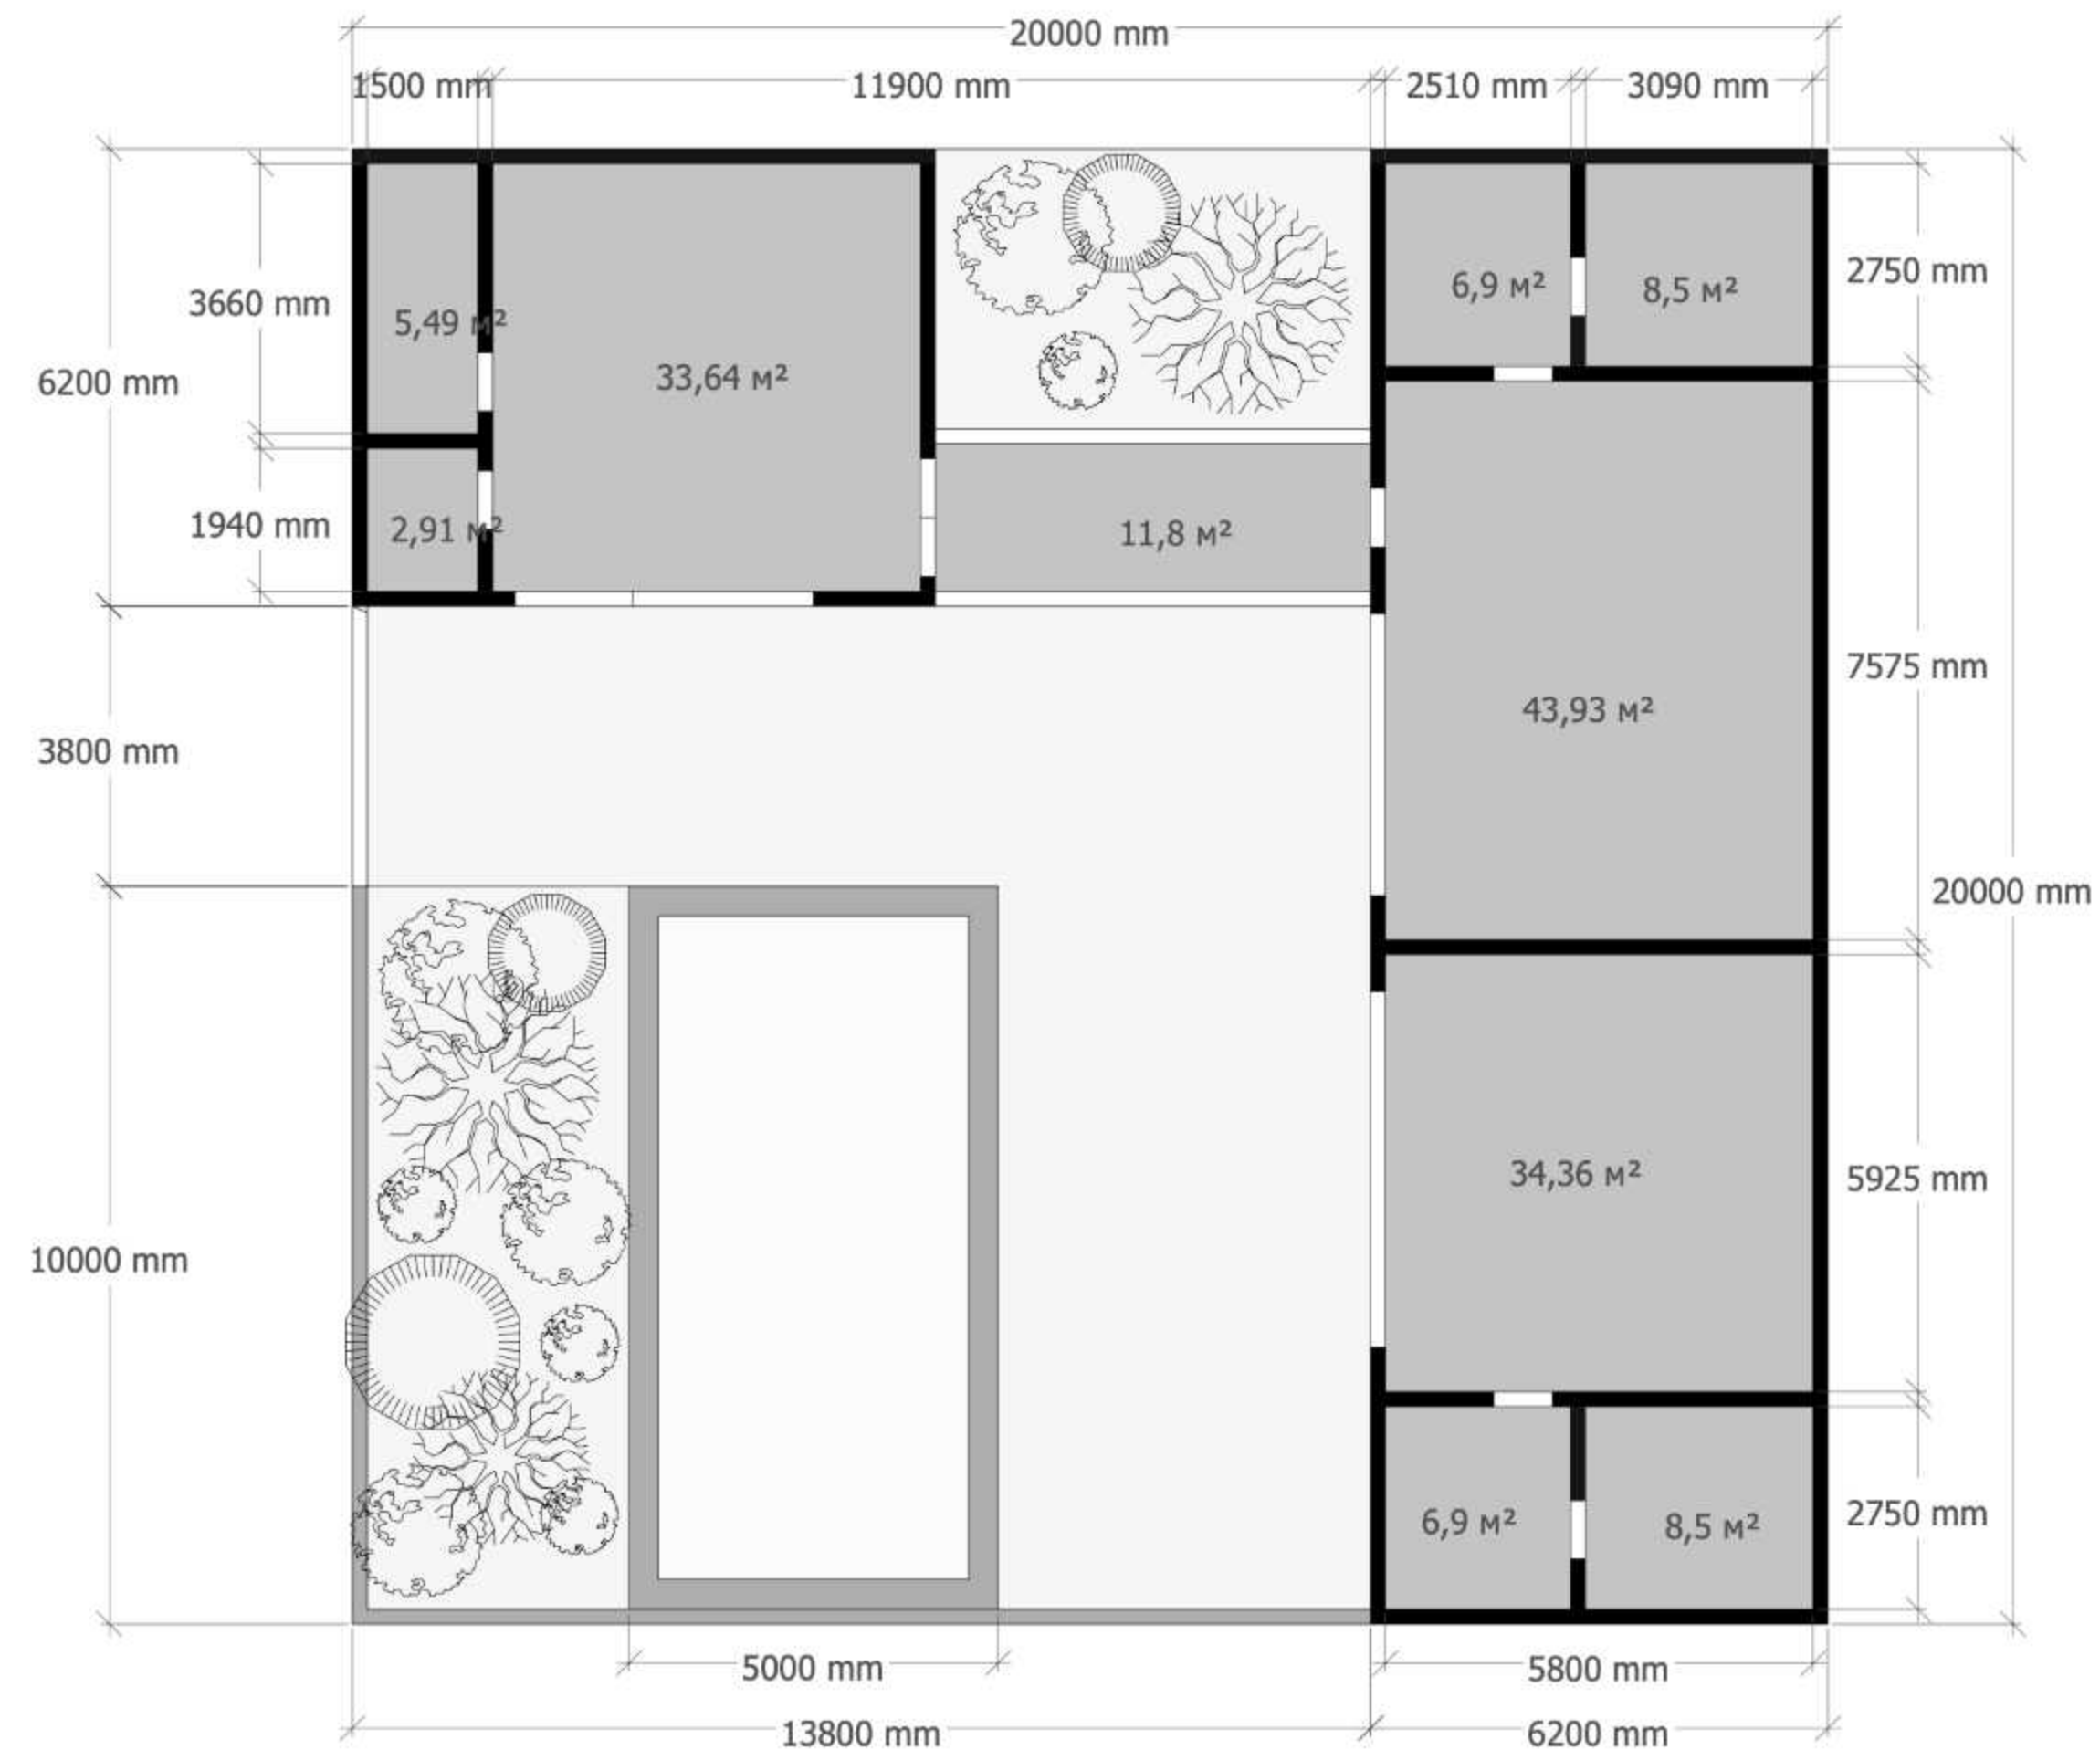 20000 mm
1500 mm 11900 mm 2510 mm 3090 mm
2750 mm
6,9 м² 8,5 м²
3660 mm
5,49 м²
33,64 м²
6200 mm
1940 mm
2,91 м²
11,8 м²
7575 mm
43,93 м²
3800 mm
20000 mm
34,36 м²
5925 mm
10000 mm
2750 mm
6,9 м² 8,5 м²
5000 mm 5800 mm
13800 mm 6200 mm